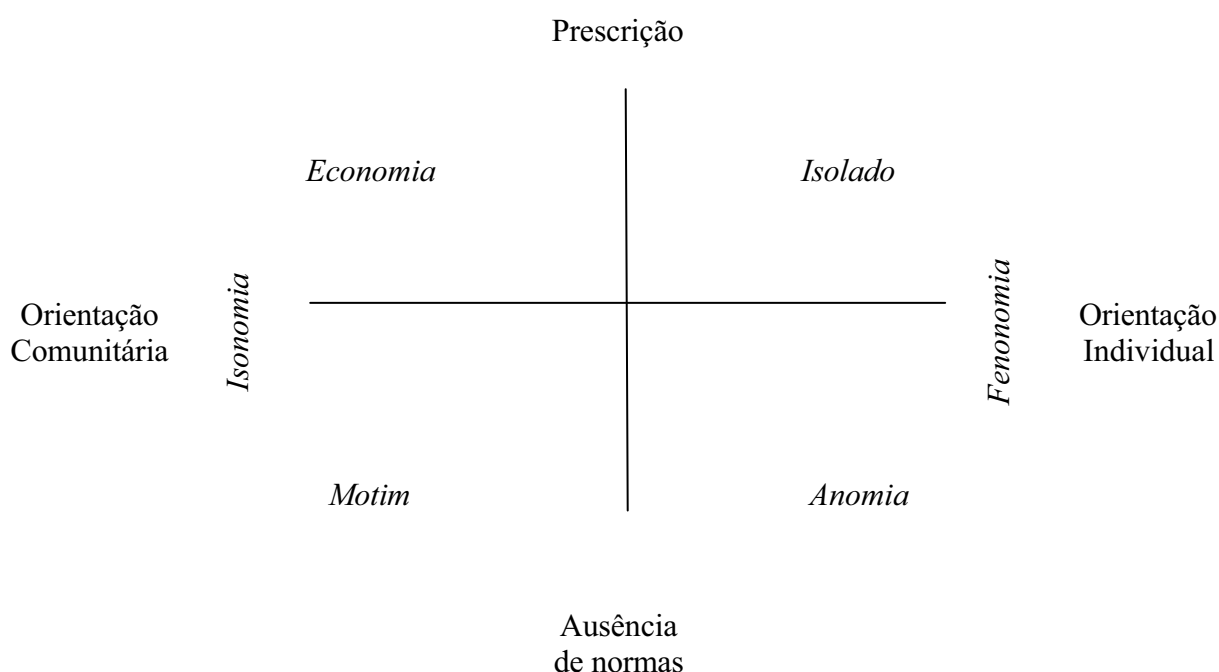 Prescrição
Economia
Isolado
Isonomia
Fenonomia
Orientação
Comunitária
Orientação
Individual
Motim
Anomia
Ausência
de normas